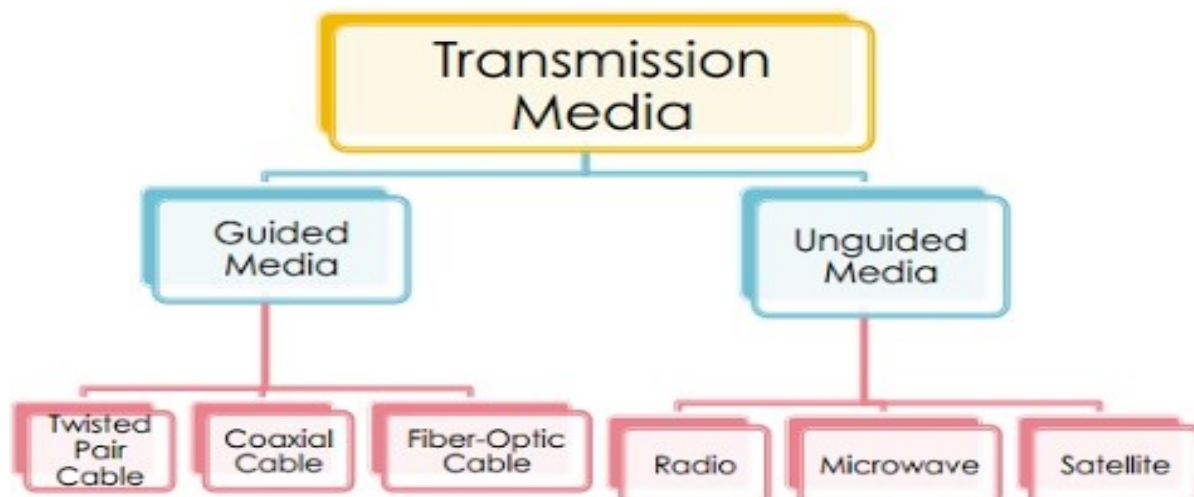 Transmission
Media
Guided
Media
Unguided
Media
Twisted
Pair
Cable
Coaxial
Cable
Fiber-Optic
Cable
Radio
Microwave
Satellite